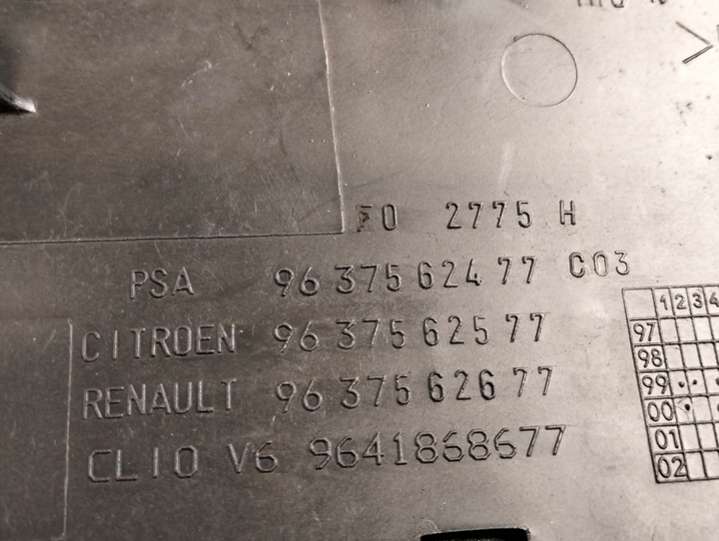 F0 2775 H
PSA 96 375 624 77 C03
CITROEN 96 375 625 77
RENAULT 96 375 626 77
CLIO V6 9641868677
1 2 3 4
97
98
99
00
01
02